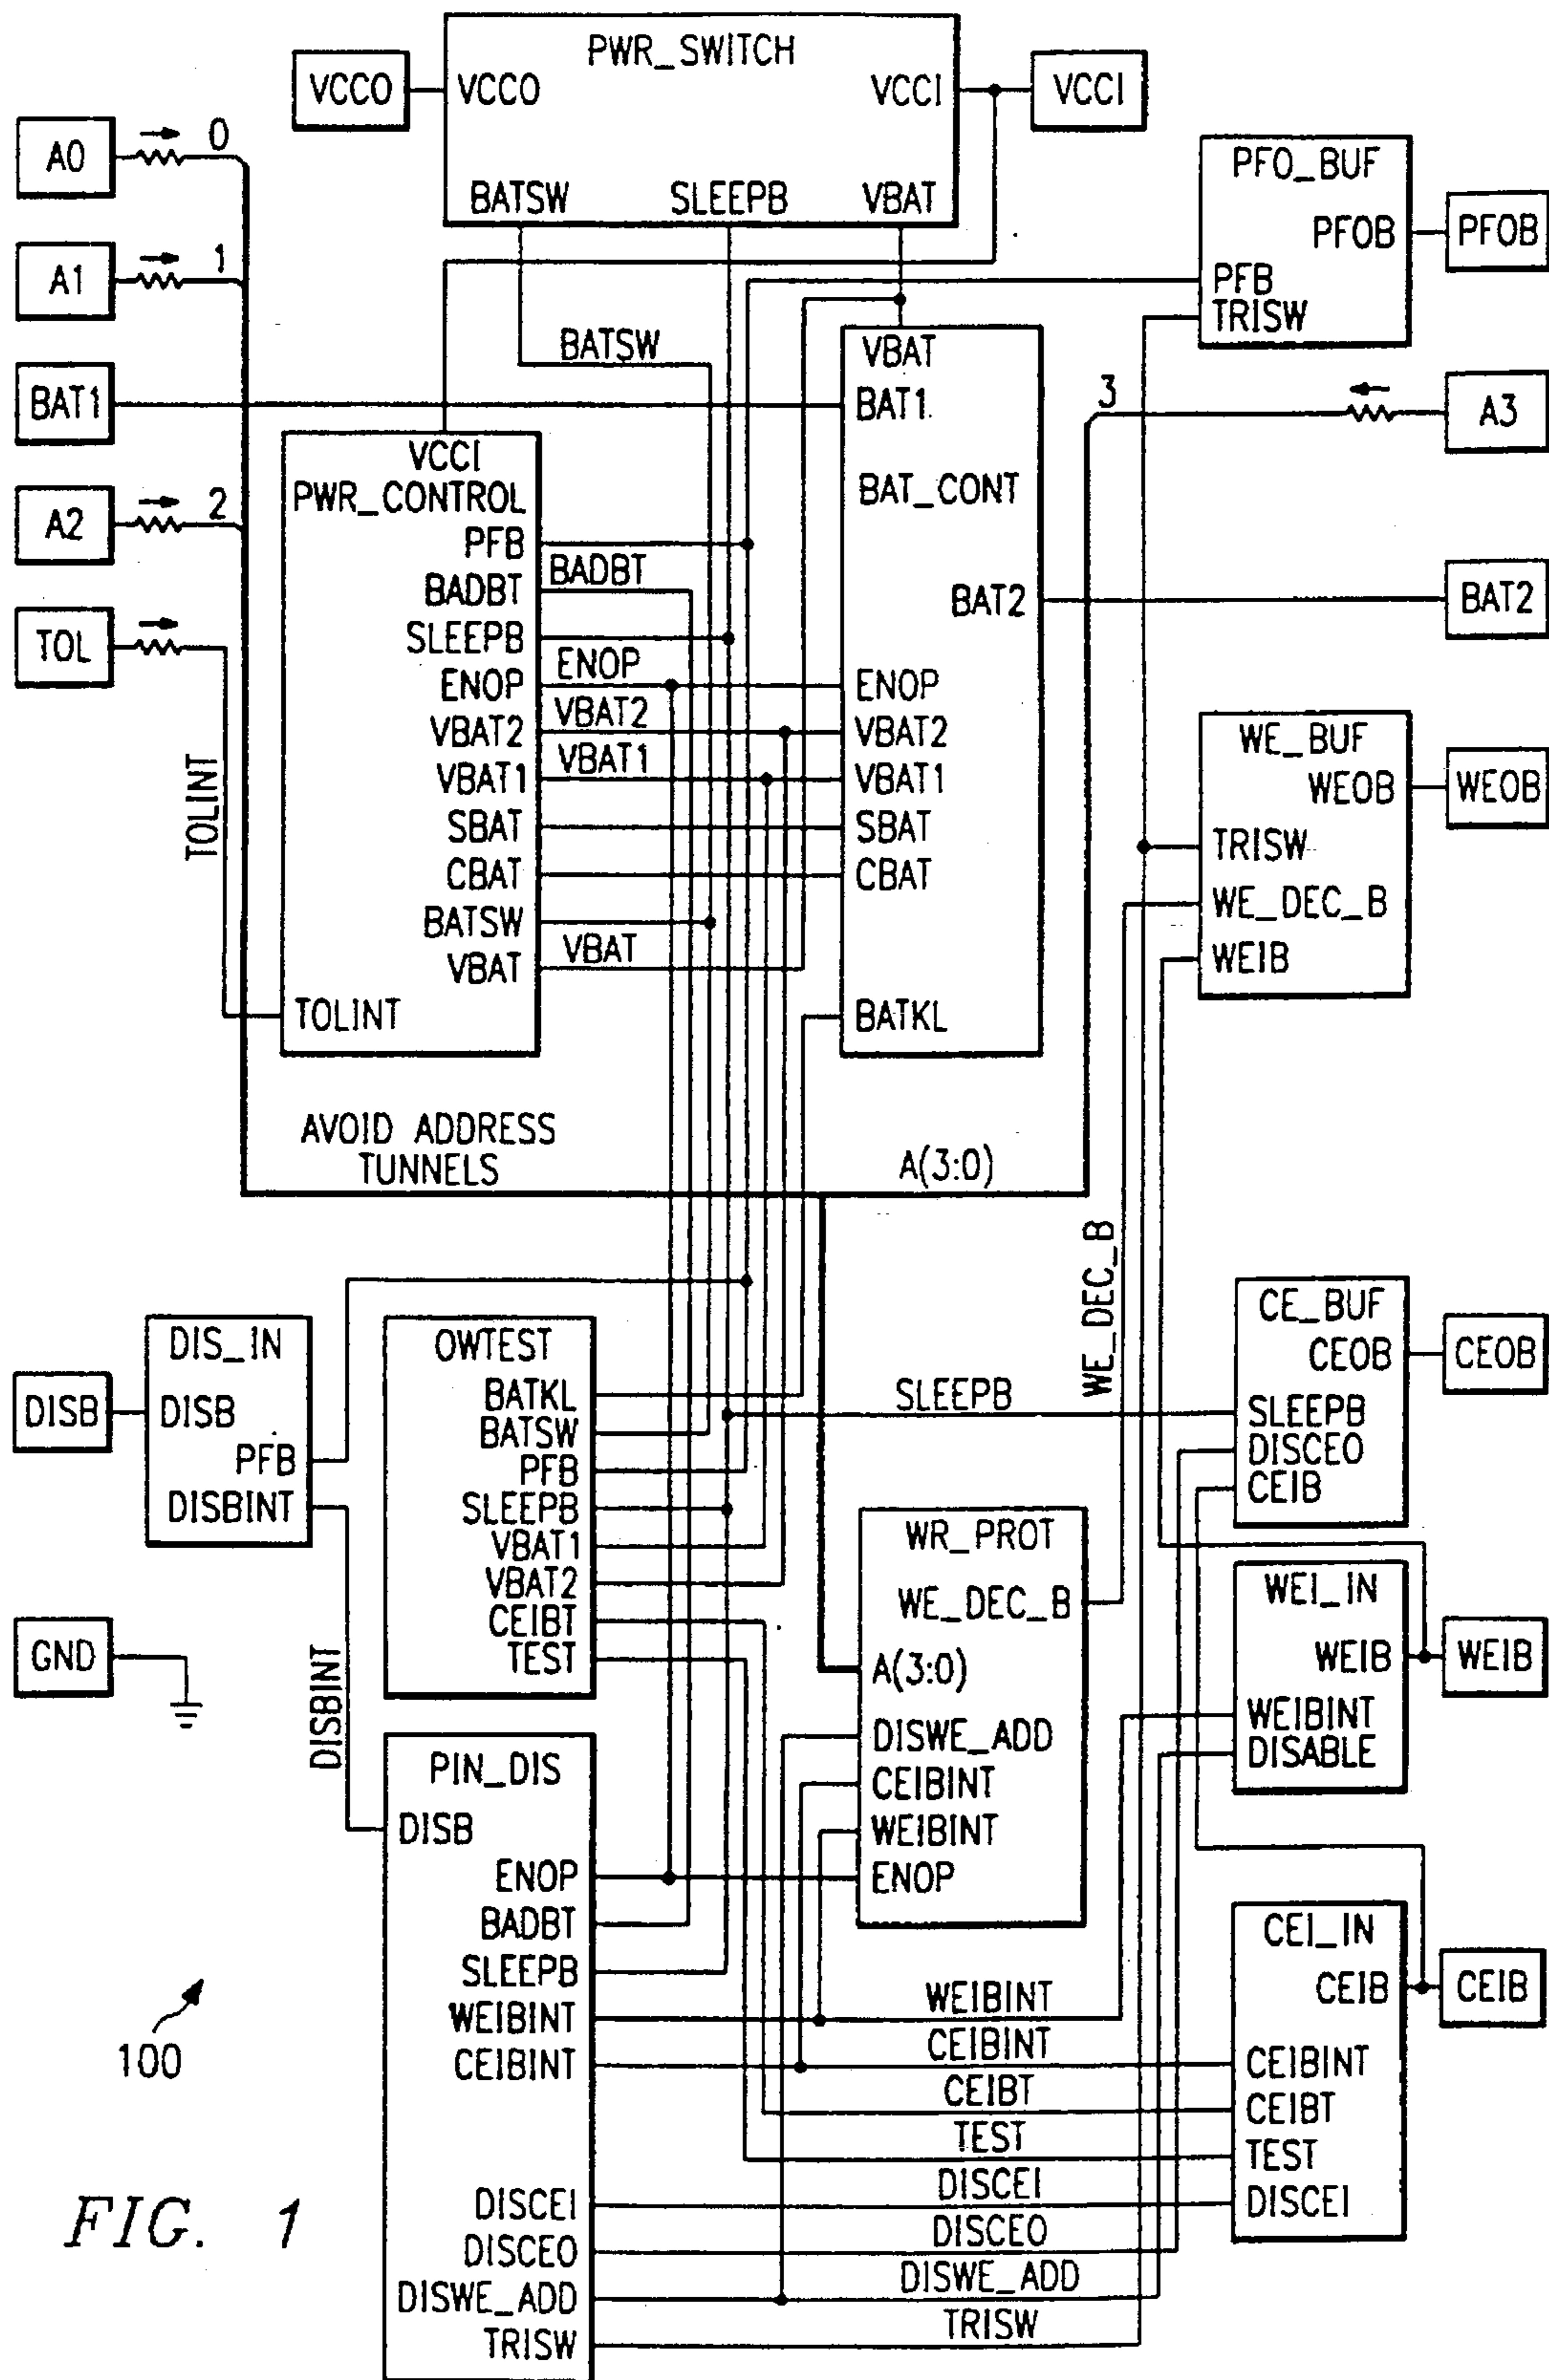 PWR_SWITCH
VCCO
VCCO
VCCI
VCCI
BATSW
SLEEPB
VBAT
A0
0
A1
1
BAT1
A2
2
TOL
TOLINT
BATSW
PFO_BUF
PFOB
PFOB
PFB
TRISW
3
A3
VCCI
PWR_CONTROL
PFB
BADBT
BADBT
SLEEPB
ENOP
ENOP
VBAT2
VBAT2
VBAT1
VBAT1
SBAT
CBAT
BATSW
VBAT
VBAT
TOLINT
VBAT
BAT1
BAT_CONT
BAT2
BAT2
ENOP
VBAT2
VBAT1
SBAT
CBAT
BATKL
WE_BUF
WEOB
WEOB
TRISW
WE_DEC_B
WEIB
AVOID ADDRESS
TUNNELS
A(3:0)
WE_DEC_B
DIS_IN
DISB
DISB
PFB
DISBINT
DISBINT
GND
OWTEST
BATKL
BATSW
PFB
SLEEPB
VBAT1
VBAT2
CEIBT
TEST
SLEEPB
CE_BUF
CEOB
CEOB
SLEEPB
DISCEO
CEIB
WR_PROT
WE_DEC_B
A(3:0)
DISWE_ADD
CEIBINT
WEIBINT
ENOP
WEI_IN
WEIB
WEIB
WEIBINT
DISABLE
PIN_DIS
DISB
ENOP
BADBT
SLEEPB
WEIBINT
CEIBINT
DISCEI
DISCEO
DISWE_ADD
TRISW
WEIBINT
CEIBINT
CEIBT
TEST
DISCEI
DISCEO
DISWE_ADD
TRISW
CEI_IN
CEIB
CEIB
CEIBINT
CEIBT
TEST
DISCEI
100
FIG. 1